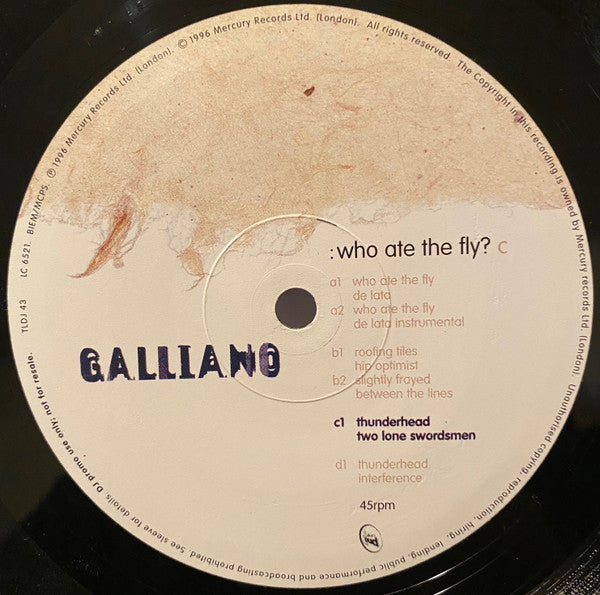 ℗ 1996 Mercury Records Ltd. (London). © 1996 Mercury Records Ltd. (London). All rights reserved. The Copyright in this recording is owned by Mercury records Ltd. (London). Unauthorised copying, reproduction, hiring, lending, public performance and broadcasting prohibited. See sleeve for details. DJ promo use only; not for resale.
TLDJ 43 LC 6521. BIEM/MCPS.
: who ate the fly? C
a1 who ate the fly
de lata
a2 who ate the fly
de lata instrumental
b1 roofing tiles
hip optimist
b2 slightly frayed
between the lines
GALLIANO
c1 thunderhead
two lone swordsmen
d1 thunderhead
interference
45rpm